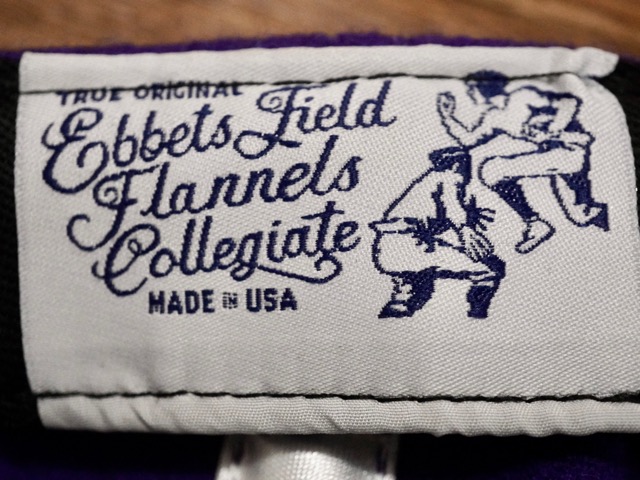 TRUE ORIGINAL
Ebbets Field
Flannels
Collegiate
MADE IN USA